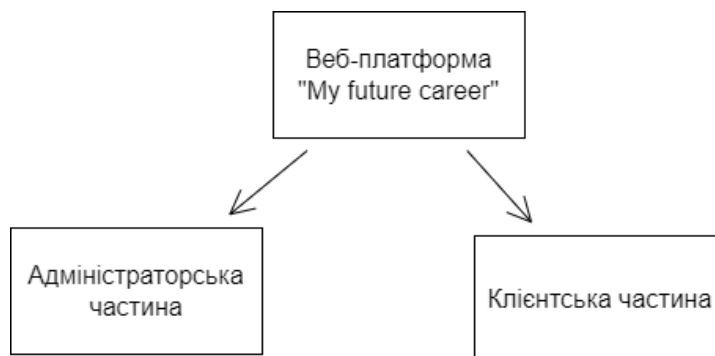 Веб-платформа
"My future career"
Адміністраторська
частина
Клієнтська частина